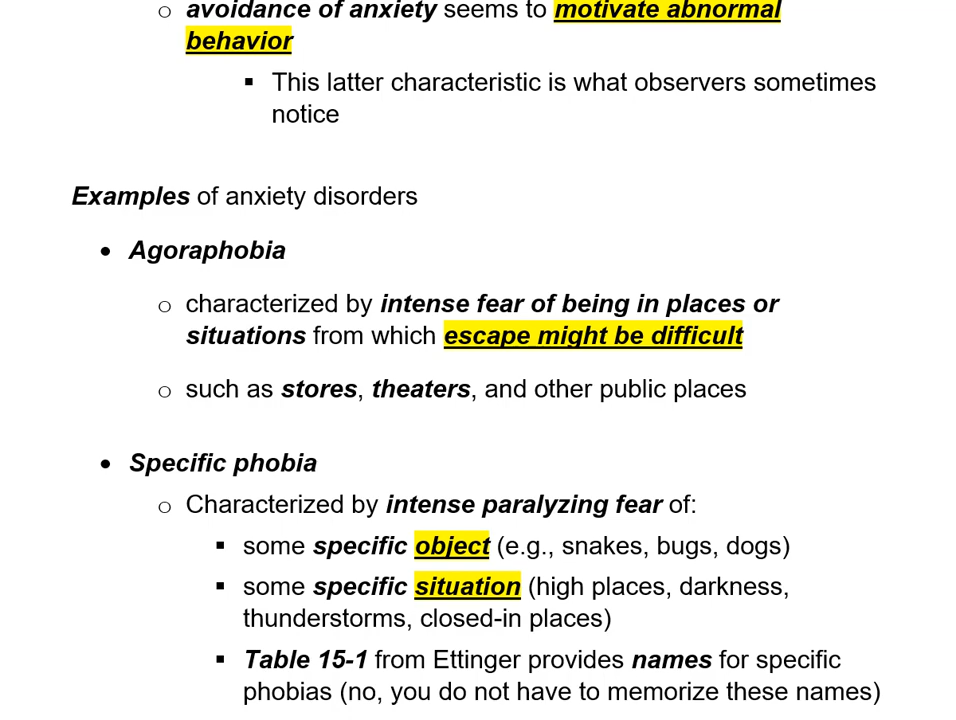 ○ avoidance of anxiety seems to motivate abnormal
behavior
▪ This latter characteristic is what observers sometimes
notice
Examples of anxiety disorders
• Agoraphobia
○ characterized by intense fear of being in places or
situations from which escape might be difficult
○ such as stores, theaters, and other public places
• Specific phobia
○ Characterized by intense paralyzing fear of:
▪ some specific object (e.g., snakes, bugs, dogs)
▪ some specific situation (high places, darkness,
thunderstorms, closed-in places)
▪ Table 15-1 from Ettinger provides names for specific
phobias (no, you do not have to memorize these names)